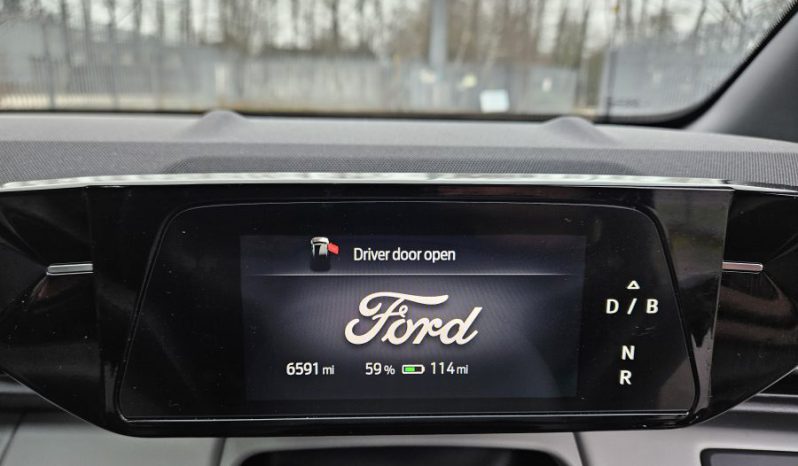 Driver door open
Ford
6591 mi 59 % 114 mi
D / B
N
R